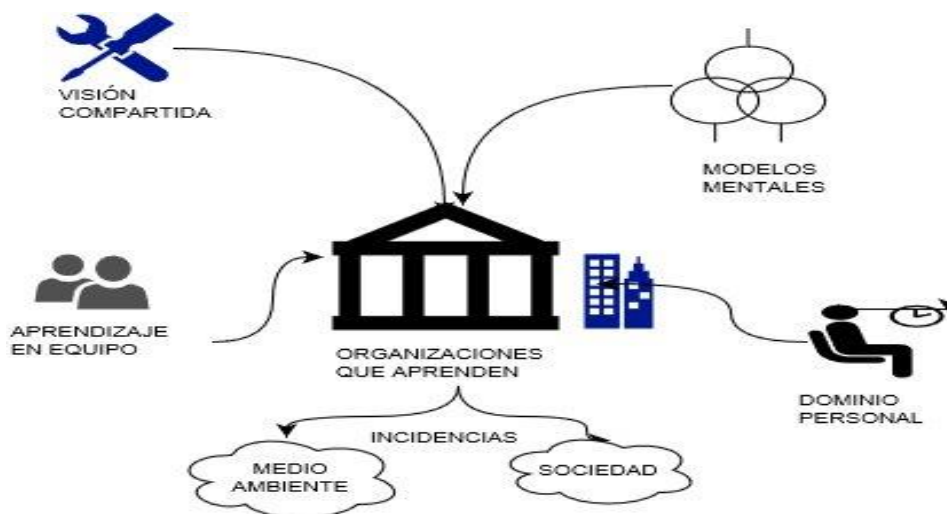 VISIÓN
COMPARTIDA
MODELOS
MENTALES
APRENDIZAJE
EN EQUIPO
ORGANIZACIONES
QUE APRENDEN
DOMINIO
PERSONAL
INCIDENCIAS
MEDIO
AMBIENTE
SOCIEDAD